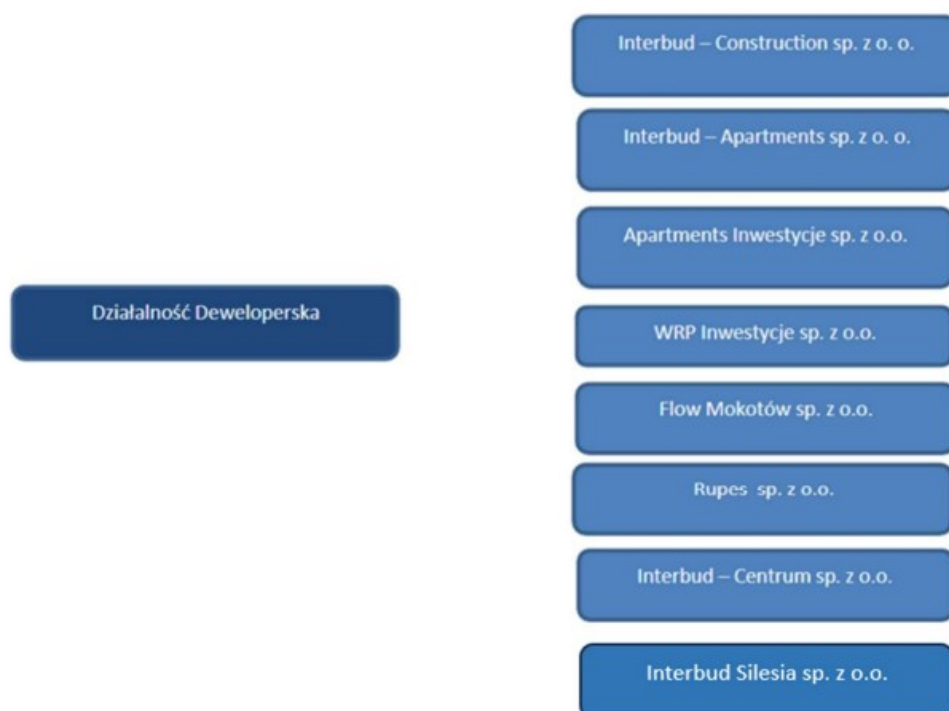 Interbud – Construction sp. z o. o.
Interbud – Apartments sp. z o. o.
Apartments Inwestycje sp. z o.o.
Działalność Deweloperska
WRP Inwestycje sp. z o.o.
Flow Mokotów sp. z o.o.
Rupes sp. z o.o.
Interbud – Centrum sp. z o.o.
Interbud Silesia sp. z o.o.